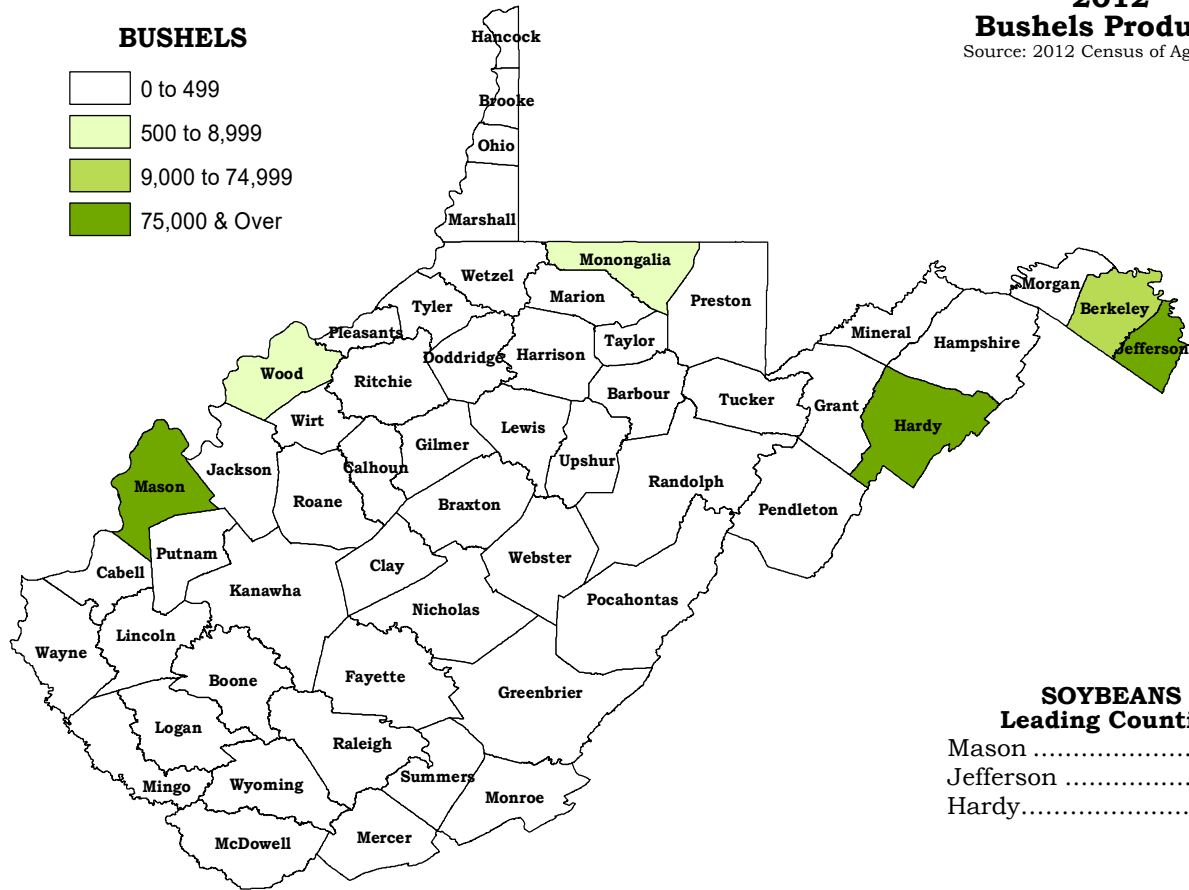 2012
Bushels Produ
Source: 2012 Census of Ag
BUSHELS
0 to 499
500 to 8,999
9,000 to 74,999
75,000 & Over
Hancock
Brooke
Ohio
Marshall
Wetzel
Monongalia
Marion
Preston
Tyler
Pleasants
Doddridge
Harrison
Taylor
Mineral
Hampshire
Morgan
Berkeley
Jefferson
Wood
Ritchie
Barbour
Tucker
Grant
Hardy
Wirt
Lewis
Gilmer
Upshur
Jackson
Calhoun
Randolph
Mason
Roane
Braxton
Pendleton
Putnam
Cabell
Clay
Webster
Kanawha
Nicholas
Pocahontas
Wayne
Lincoln
Boone
Fayette
Greenbrier
Logan
Raleigh
Summers
Mingo
Wyoming
Monroe
McDowell
Mercer
SOYBEANS
Leading Counti
Mason ....................
Jefferson ................
Hardy.....................